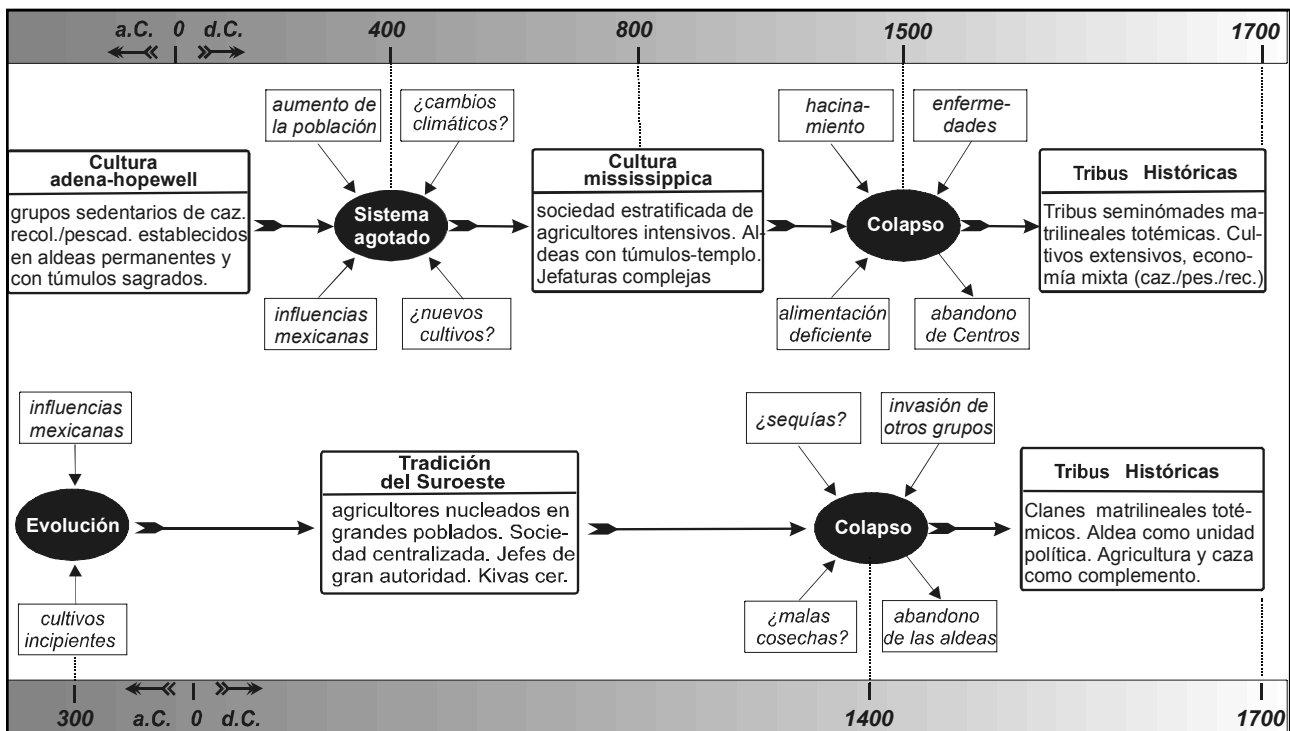 a.C. 0 d.C. 400 800 1500 1700
aumento de
la población
¿cambios
climáticos?
hacina-
miento
enferme-
dades
Cultura
adena-hopewell
grupos sedentarios de caz.
recol./pescad. establecidos
en aldeas permanentes y
con túmulos sagrados.
Sistema
agotado
Cultura
mississippica
sociedad estratificada de
agricultores intensivos. Al-
deas con túmulos-templo.
Jefaturas complejas
Colapso
Tribus Históricas
Tribus seminómades ma-
trilineales totémicas. Cul-
tivos extensivos, econo-
mía mixta (caz./pes./rec.)
influencias
mexicanas
¿nuevos
cultivos?
alimentación
deficiente
abandono
de Centros
influencias
mexicanas
¿sequías?
invasión de
otros grupos
Evolución
Tradición
del Suroeste
agricultores nucleados en
grandes poblados. Socie-
dad centralizada. Jefes de
gran autoridad. Kivas cer.
Colapso
Tribus Históricas
Clanes matrilineales toté-
micos. Aldea como unidad
política. Agricultura y caza
como complemento.
cultivos
incipientes
¿malas
cosechas?
abandono
de las aldeas
300 a.C. 0 d.C. 1400 1700